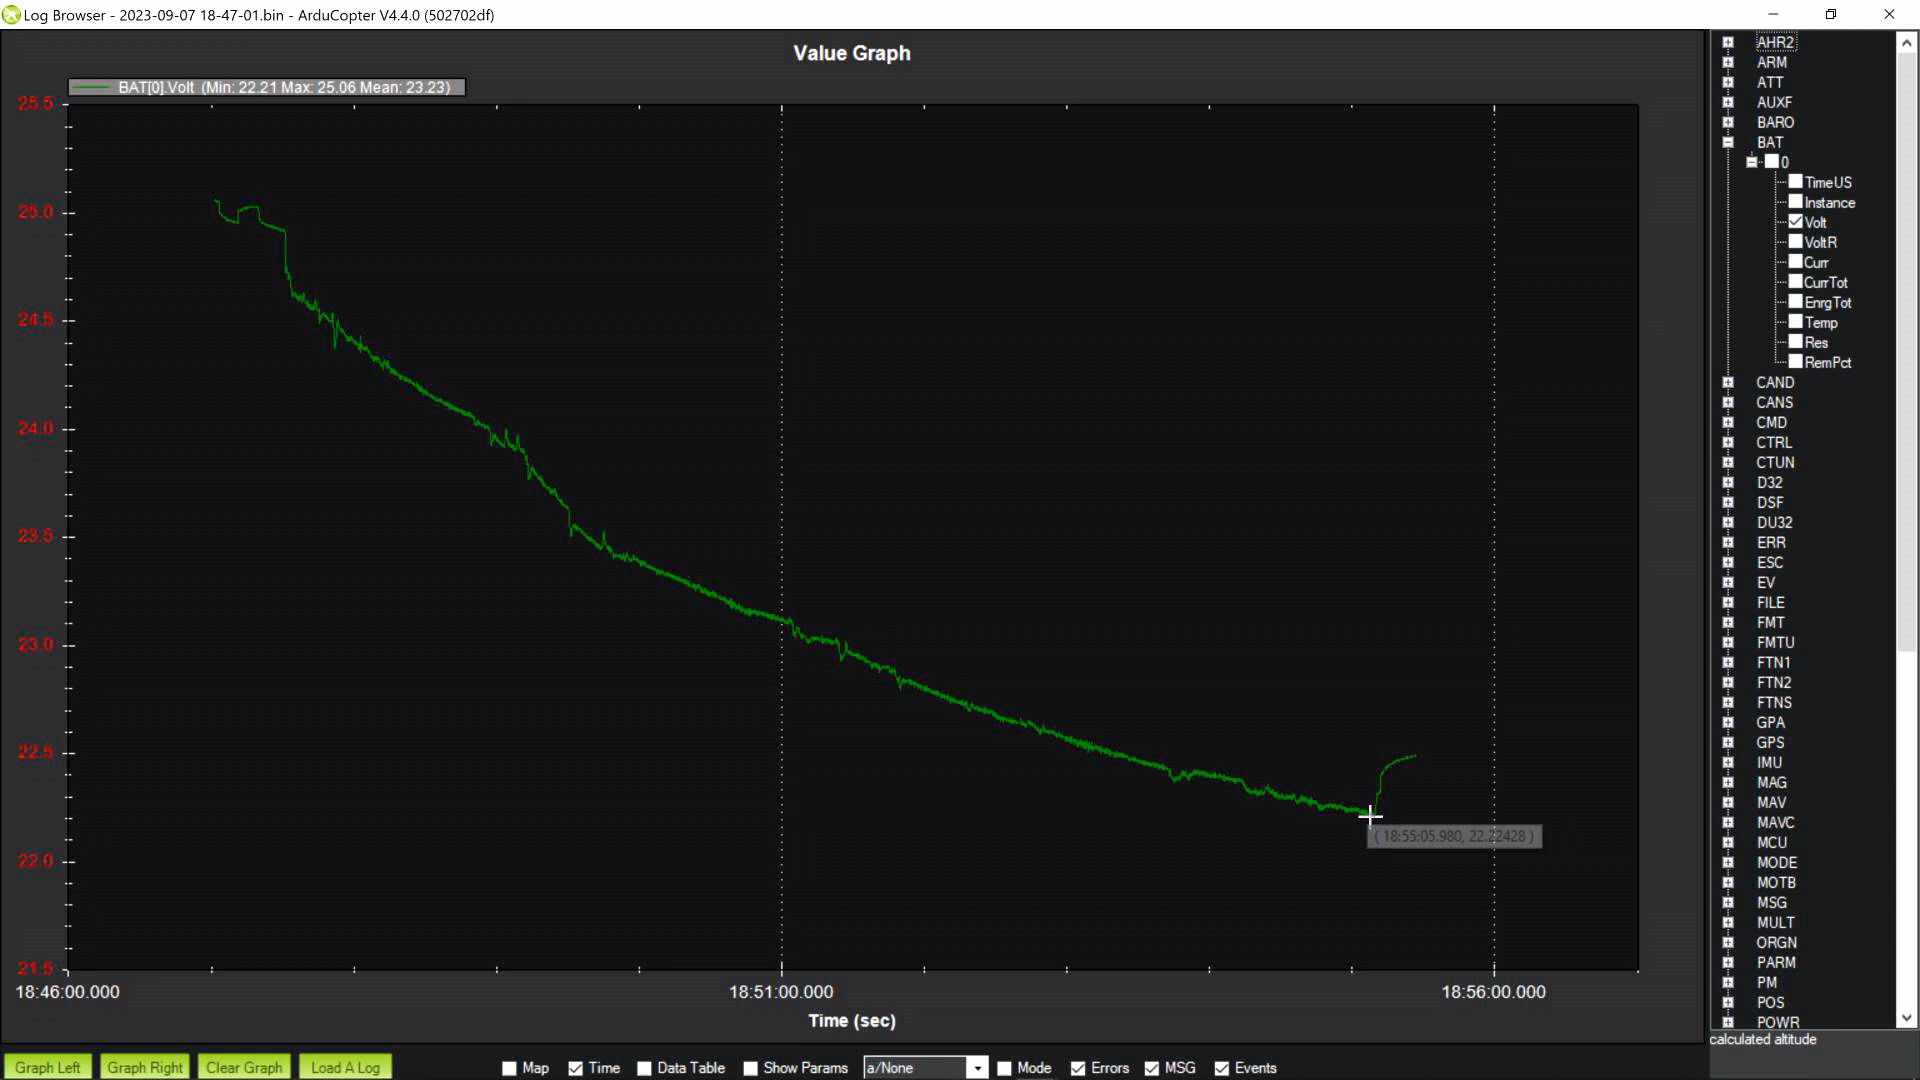 Log Browser - 2023-09-07 18-47-01.bin - ArduCopter V4.4.0 (502702df)
Value Graph
BAT[0].Volt (Min: 22.21 Max: 25.06 Mean: 23.23)
25.5
25.0
24.5
24.0
23.5
23.0
22.5
22.0
21.5
( 18:55:05.980, 22.22428 )
18:46:00.000
18:51:00.000
18:56:00.000
Time (sec)
AHR2
ARM
ATT
AUXF
BARO
BAT
0
TimeUS
Instance
Volt
VoltR
Curr
CurrTot
EnrgTot
Temp
Res
RemPct
CAND
CANS
CMD
CTRL
CTUN
D32
DSF
DU32
ERR
ESC
EV
FILE
FMT
FMTU
FTN1
FTN2
FTNS
GPA
GPS
IMU
MAG
MAV
MAVC
MCU
MODE
MOTB
MSG
MULT
ORGN
PARM
PM
POS
POWR
calculated altitude
Graph Left
Graph Right
Clear Graph
Load A Log
Map
Time
Data Table
Show Params
a/None
Mode
Errors
MSG
Events